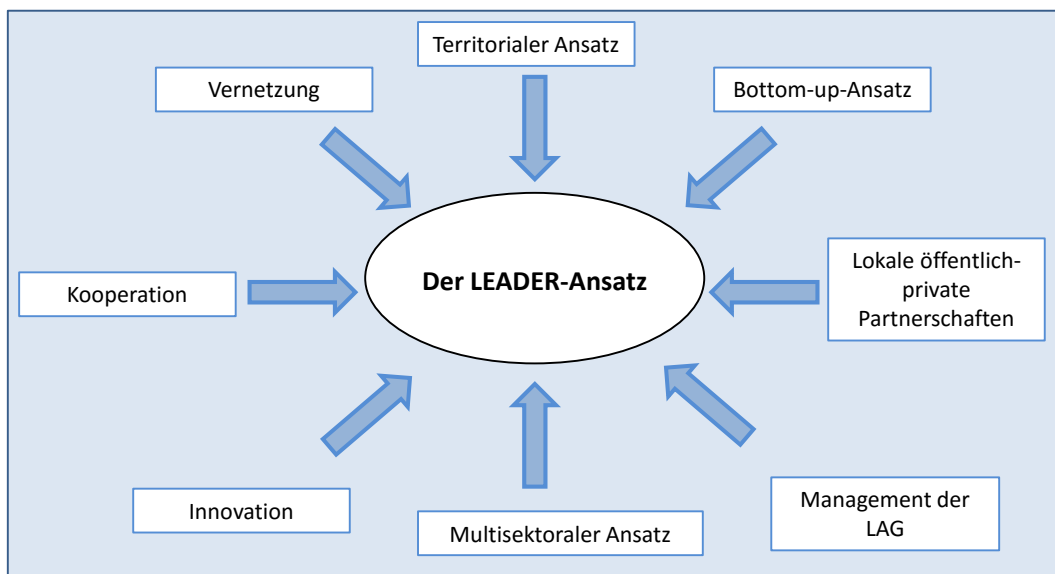 Territorialer Ansatz
Vernetzung
Bottom-up-Ansatz
Der LEADER-Ansatz
Kooperation
Lokale öffentlich-
private
Partnerschaften
Innovation
Multisektoraler Ansatz
Management der
LAG